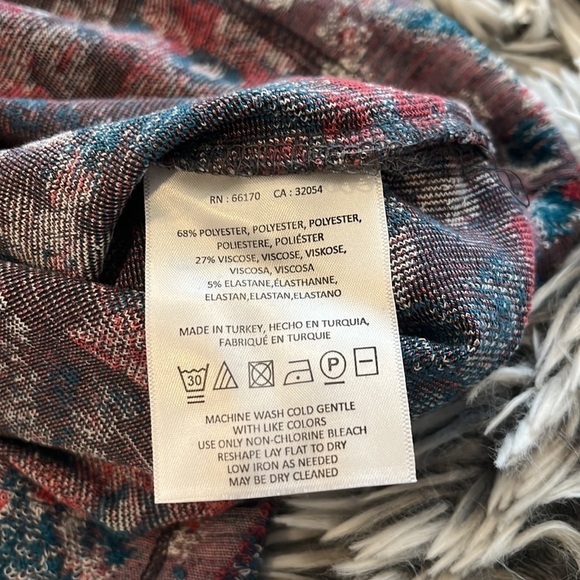 RN : 66170 CA : 32054
68% POLYESTER, POLYESTER, POLYESTER,
POLIESTERE, POLIÉSTER
27% VISCOSE, VISCOSE, VISKOSE,
VISCOSA, VISCOSA
5% ELASTANE,ÉLASTHANNE,
ELASTAN,ELASTAN,ELASTANO
MADE IN TURKEY, HECHO EN TURQUIA,
FABRIQUÉ EN TURQUIE
30 P
MACHINE WASH COLD GENTLE
WITH LIKE COLORS
USE ONLY NON-CHLORINE BLEACH
RESHAPE LAY FLAT TO DRY
LOW IRON AS NEEDED
MAY BE DRY CLEANED